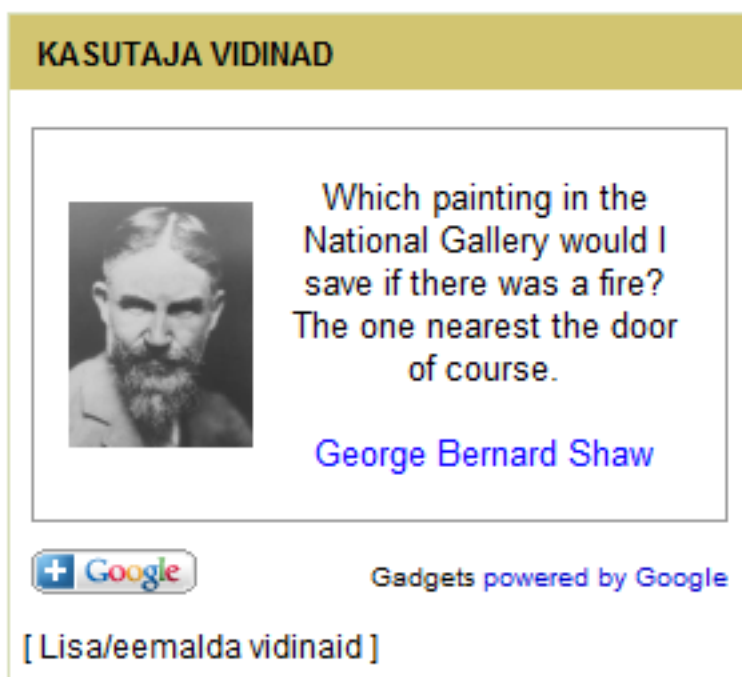 KASUTAJA VIDINAD
Which painting in the
National Gallery would I
save if there was a fire?
The one nearest the door
of course.
George Bernard Shaw
Google
Gadgets powered by Google
[ Lisa/eemalda vidinaid ]